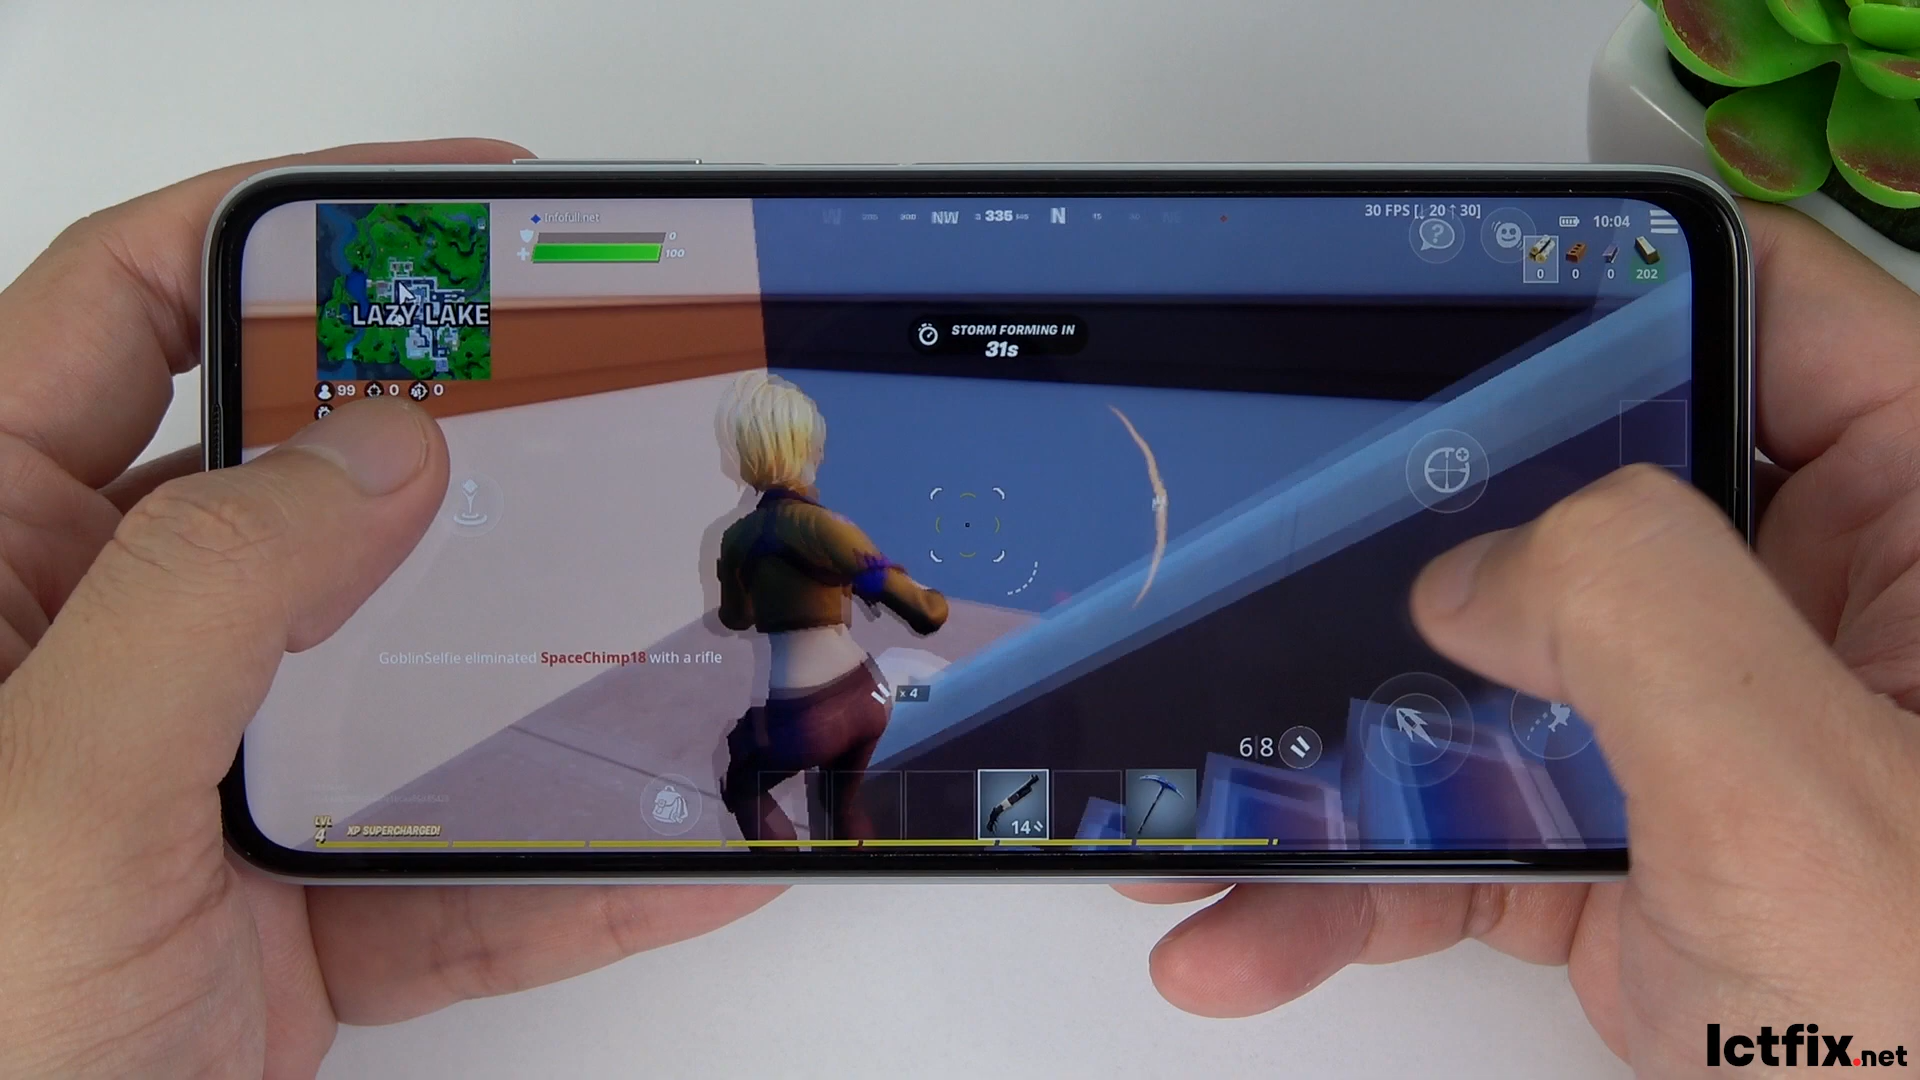 Infofull.net
300 NW 335 N 15
30 FPS [↓ 20 ↑ 30]
10:04
0
100
0 0 0 202
LAZY LAKE
STORM FORMING IN
31s
99 0 0
GoblinSelfie eliminated SpaceChimp18 with a rifle
x 4
6|8
14
LVL
4
XP SUPERCHARGED!
Ictfix.net